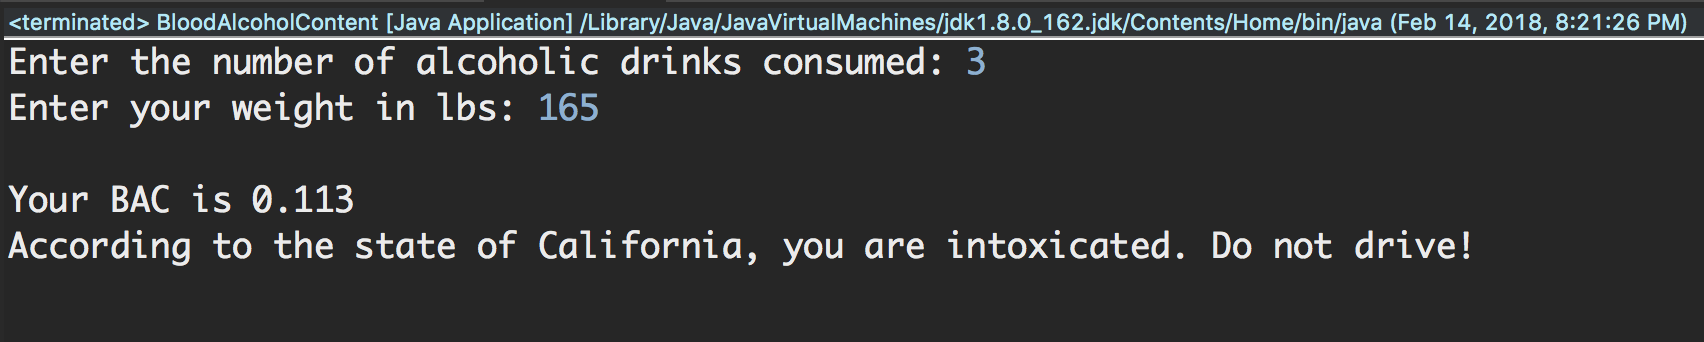 <terminated> BloodAlcoholContent [Java Application] /Library/Java/JavaVirtualMachines/jdk1.8.0_162.jdk/Contents/Home/bin/java (Feb 14, 2018, 8:21:26 PM)
Enter the number of alcoholic drinks consumed: 3
Enter your weight in lbs: 165
Your BAC is 0.113
According to the state of California, you are intoxicated. Do not drive!